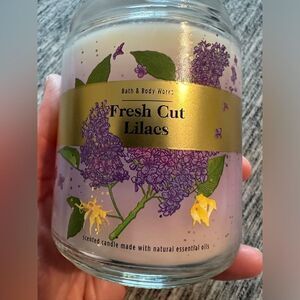 Bath & Body Works
Fresh Cut
Lilacs
scented candle made with natural essential oils